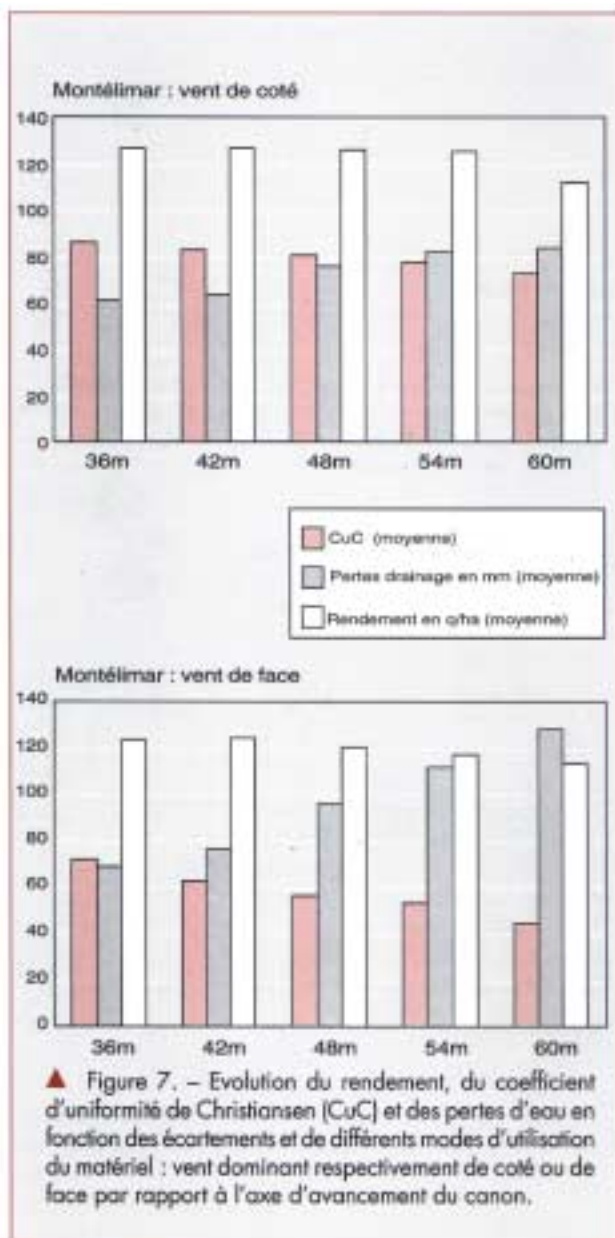 Montélimar : vent de coté
140
120
100
80
60
40
20
0
36m 42m 48m 54m 60m
CuC (moyenne)
Pertes drainage en mm (moyenne)
Rendement en q/ha (moyenne)
Montélimar : vent de face
140
120
100
80
60
40
20
0
36m 42m 48m 54m 60m
▲ Figure 7. – Evolution du rendement, du coefficient
d'uniformité de Christiansen (CuC) et des pertes d'eau en
fonction des écartements et de différents modes d'utilisation
du matériel : vent dominant respectivement de coté ou de
face par rapport à l'axe d'avancement du canon.